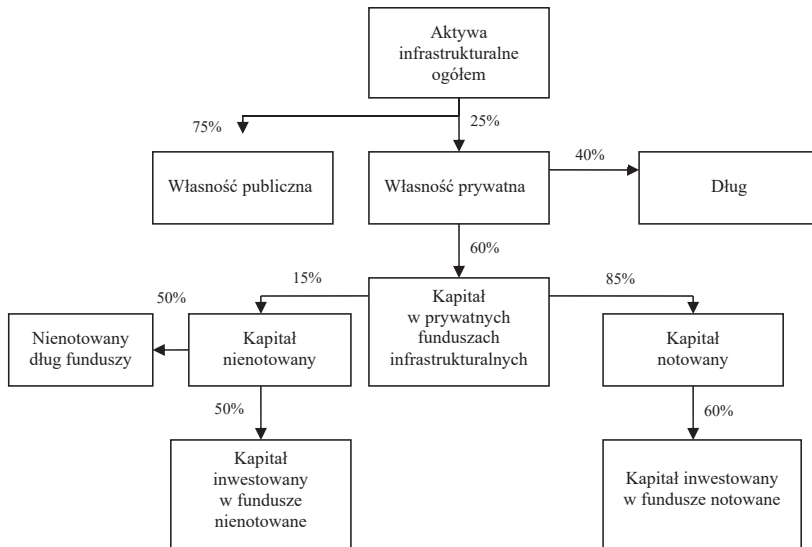 Aktywa
infrastrukturalne
ogółem
75%
25%
Własność publiczna
Własność prywatna
40%
Dług
60%
15%
Kapitał
w prywatnych
funduszach
infrastrukturalnych
85%
50%
Nienotowany
dług funduszy
Kapitał
nienotowany
Kapitał
notowany
50%
60%
Kapitał
inwestowany
w fundusze
nienotowane
Kapitał inwestowany
w fundusze notowane